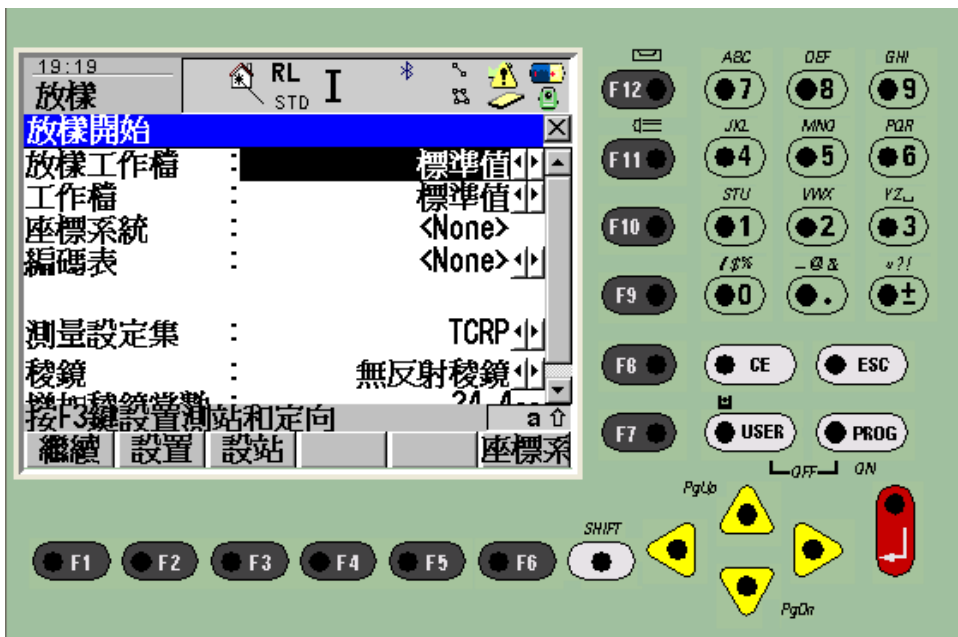 19:19
放樣
RL
STD
I
放樣開始
放樣工作檔 : 標準值
工作檔 : 標準值
座標系統 : <None>
編碼表 : <None>
測量設定集 : TCRP
稜鏡 : 無反射稜鏡
按F3鍵設置測站和定向 a
繼續 設置 設站 座標系
F12 F11 F10 F9 F8 F7
ABC DEF GHI
7 8 9
JKL MNO PQR
4 5 6
STU VWX YZ
1 2 3
/$% _@& *?!
0 . ±
CE ESC
USER PROG
OFF ON
PgUp
SHIFT
F1 F2 F3 F4 F5 F6
PgDn